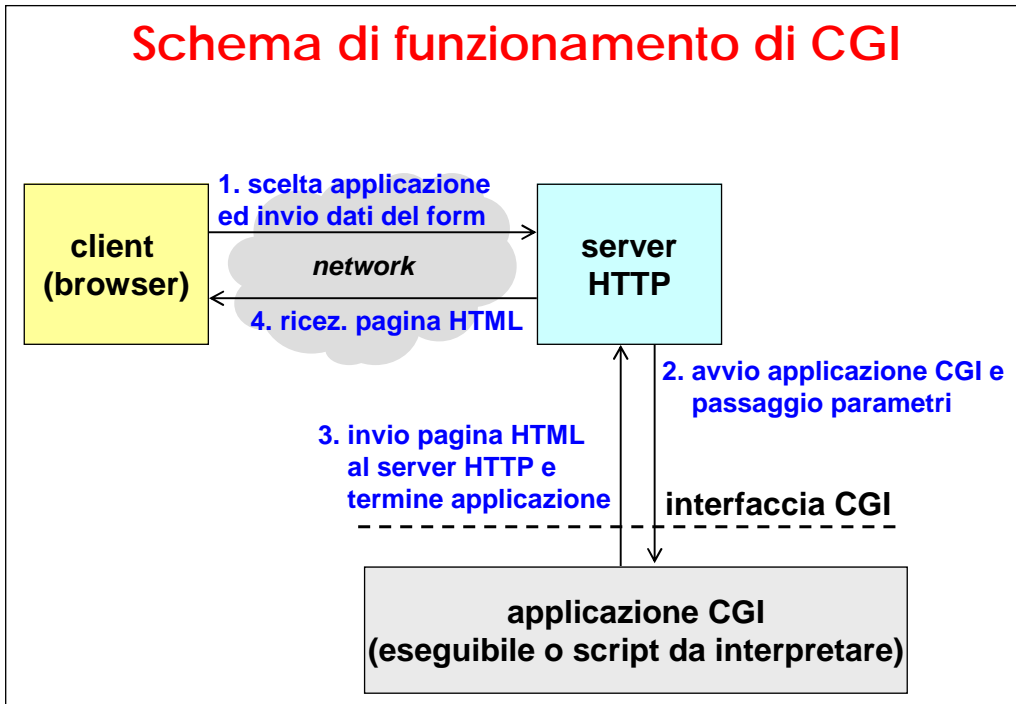 Schema di funzionamento di CGI
1. scelta applicazione
ed invio dati del form
client
(browser)
network
server
HTTP
4. ricez. pagina HTML
2. avvio applicazione CGI e
passaggio parametri
3. invio pagina HTML
al server HTTP e
termine applicazione
interfaccia CGI
applicazione CGI
(eseguibile o script da interpretare)